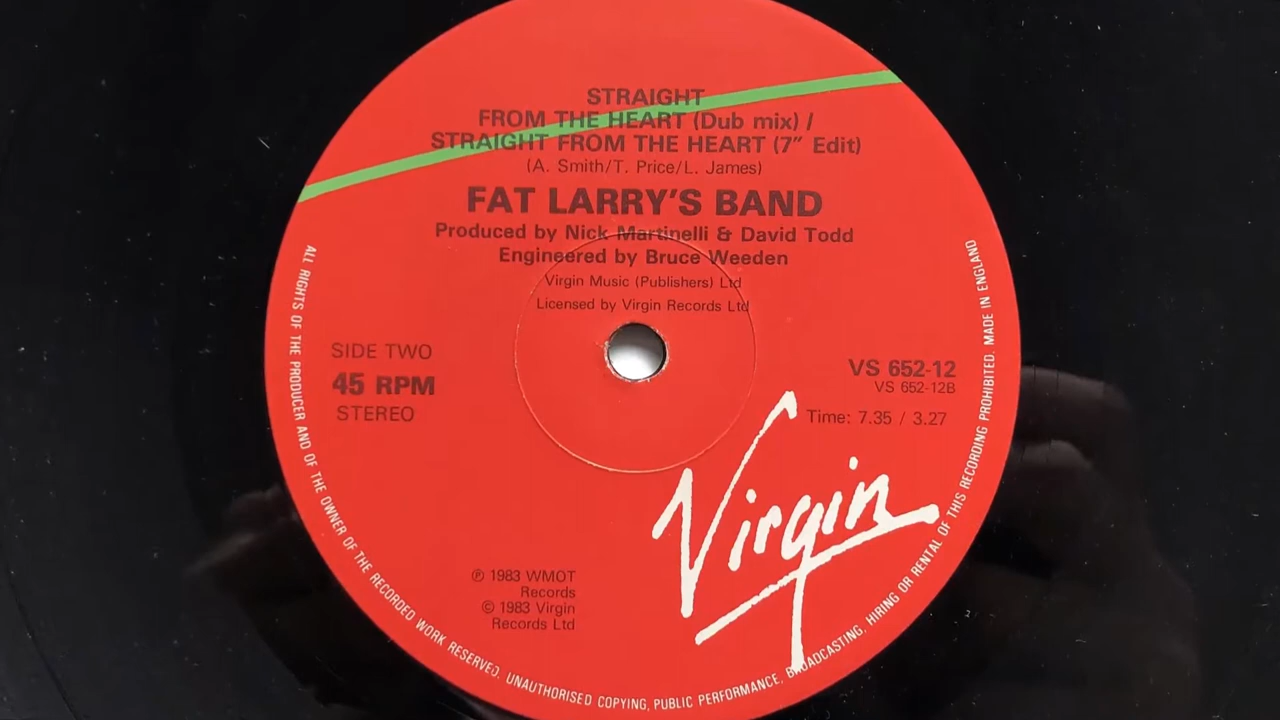 STRAIGHT
FROM THE HEART (Dub mix) /
STRAIGHT FROM THE HEART (7” Edit)
(A. Smith/T. Price/L. James)
FAT LARRY'S BAND
Produced by Nick Martinelli & David Todd
Engineered by Bruce Weeden
Virgin Music (Publishers) Ltd
Licensed by Virgin Records Ltd
SIDE TWO
45 RPM
STEREO
VS 652-12
VS 652-12B
Time: 7.35 / 3.27
Virgin
℗ 1983 WMOT
Records
© 1983 Virgin
Records Ltd
ALL RIGHTS OF THE PRODUCER AND OF THE OWNER OF THE RECORDED WORK RESERVED. UNAUTHORISED COPYING, PUBLIC PERFORMANCE, BROADCASTING, HIRING OR RENTAL OF THIS RECORDING PROHIBITED. MADE IN ENGLAND